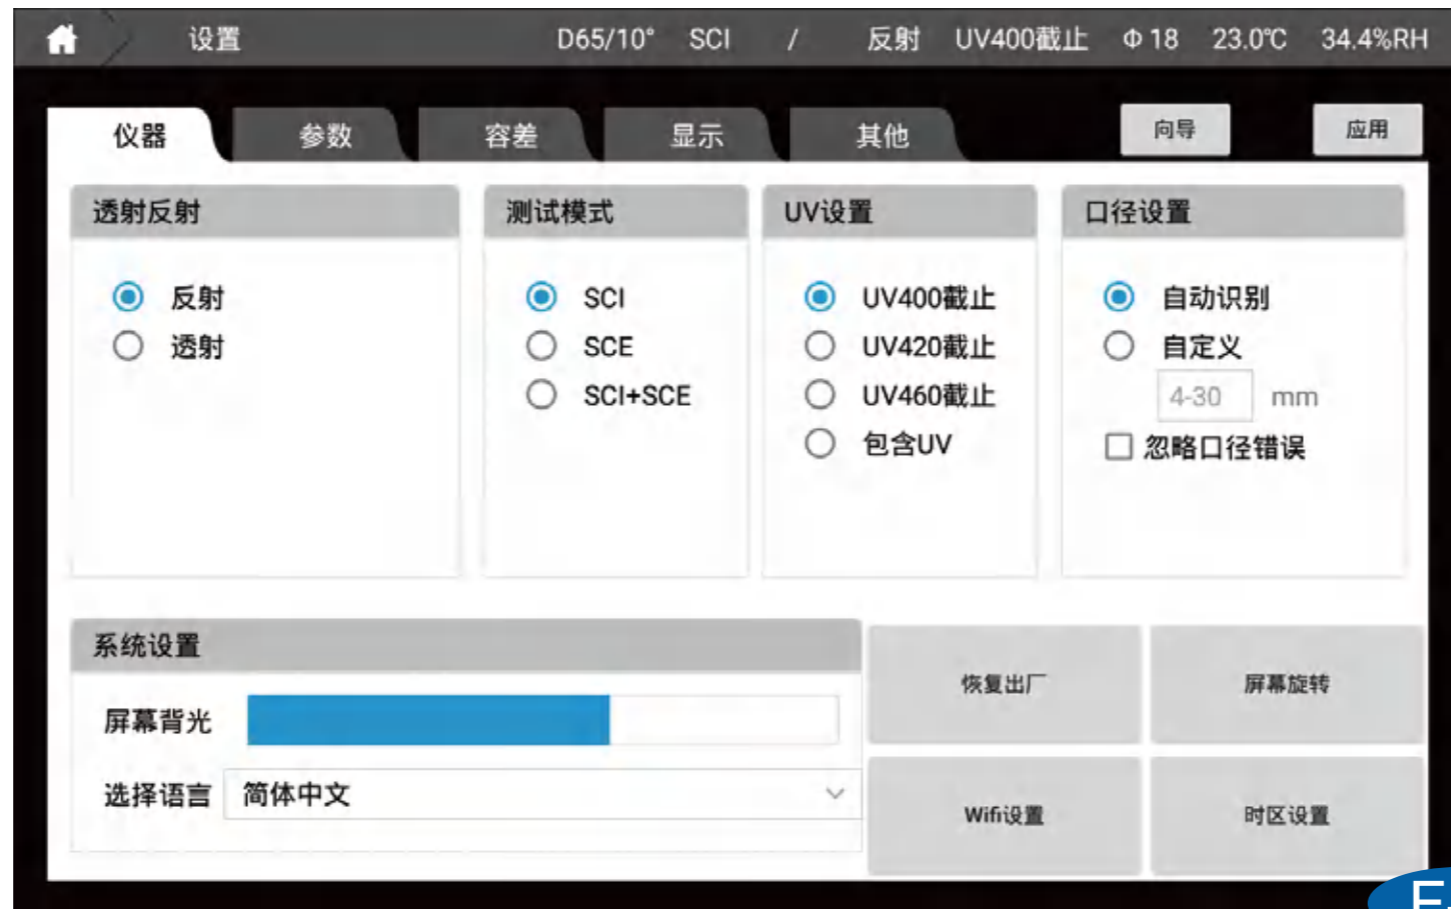 设置 D65/10° SCI / 反射 UV400截止 Φ18 23.0℃ 34.4%RH
仪器 参数 容差 显示 其他 向导 应用
透射反射 测试模式 UV设置 口径设置
反射 SCI UV400截止 自动识别
透射 SCE UV420截止 自定义
SCI+SCE UV460截止 4-30 mm
包含UV 忽略口径错误
系统设置
恢复出厂 屏幕旋转
屏幕背光
选择语言 简体中文
Wifi设置 时区设置